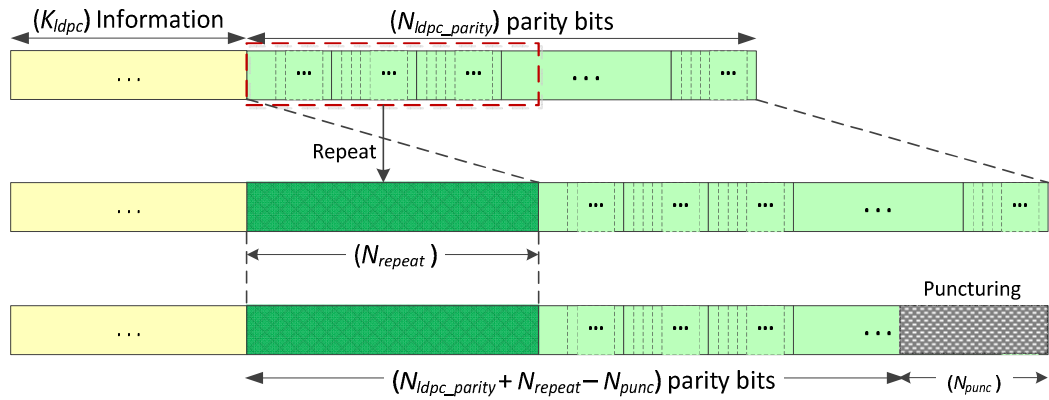 (Kldpc) Information (Nldpc_parity) parity bits
... ... ... ... ... ...
Repeat
... ... ... ... ... ...
(Nrepeat )
Puncturing
... ... ... ... ...
(Nldpc_parity + Nrepeat − Npunc) parity bits (Npunc)